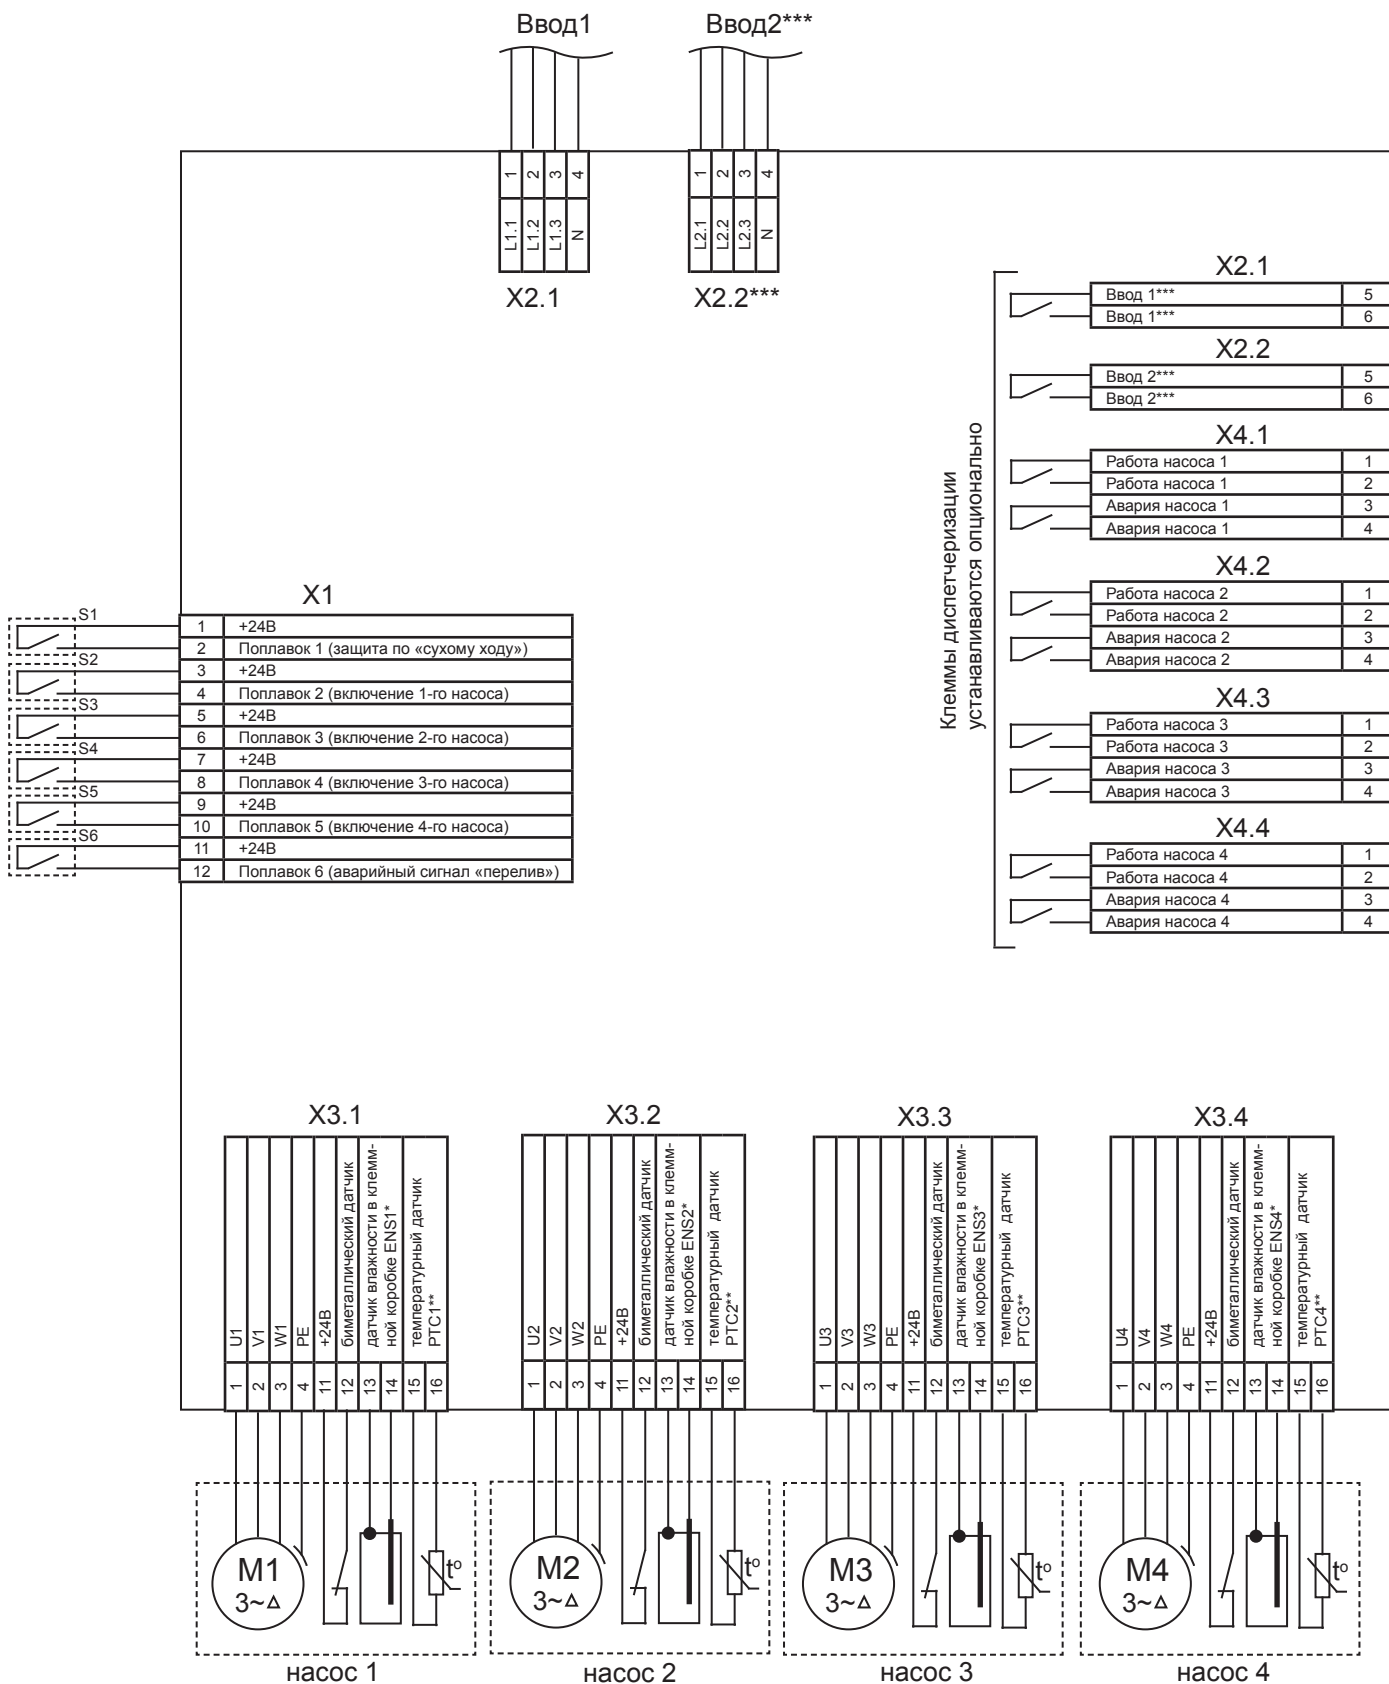 Ввод1
Ввод2***
1 2 3 4
L1.1 L1.2 L1.3 N
X2.1
1 2 3 4
L2.1 L2.2 L2.3 N
X2.2***
Клеммы диспетчеризации
устанавливаются опционально
X2.1
Ввод 1*** 5
Ввод 1*** 6
X2.2
Ввод 2*** 5
Ввод 2*** 6
X4.1
Работа насоса 1 1
Работа насоса 1 2
Авария насоса 1 3
Авария насоса 1 4
X4.2
Работа насоса 2 1
Работа насоса 2 2
Авария насоса 2 3
Авария насоса 2 4
X4.3
Работа насоса 3 1
Работа насоса 3 2
Авария насоса 3 3
Авария насоса 3 4
X4.4
Работа насоса 4 1
Работа насоса 4 2
Авария насоса 4 3
Авария насоса 4 4
X1
S1
1 +24В
2 Поплавок 1 (защита по «сухому ходу»)
S2
3 +24В
4 Поплавок 2 (включение 1-го насоса)
S3
5 +24В
6 Поплавок 3 (включение 2-го насоса)
S4
7 +24В
8 Поплавок 4 (включение 3-го насоса)
S5
9 +24В
10 Поплавок 5 (включение 4-го насоса)
S6
11 +24В
12 Поплавок 6 (аварийный сигнал «перелив»)
X3.1
U1
V1
W1
PE
+24В
биметаллический датчик
датчик влажности в клемм-
ной коробке ENS1*
температурный датчик
PTC1**
1 2 3 4 11 12 13 14 15 16
M1
3~Δ
tº
насос 1
X3.2
U2
V2
W2
PE
+24В
биметаллический датчик
датчик влажности в клемм-
ной коробке ENS2*
температурный датчик
PTC2**
1 2 3 4 11 12 13 14 15 16
M2
3~Δ
tº
насос 2
X3.3
U3
V3
W3
PE
+24В
биметаллический датчик
датчик влажности в клемм-
ной коробке ENS3*
температурный датчик
PTC3**
1 2 3 4 11 12 13 14 15 16
M3
3~Δ
tº
насос 3
X3.4
U4
V4
W4
PE
+24В
биметаллический датчик
датчик влажности в клемм-
ной коробке ENS4*
температурный датчик
PTC4**
1 2 3 4 11 12 13 14 15 16
M4
3~Δ
tº
насос 4